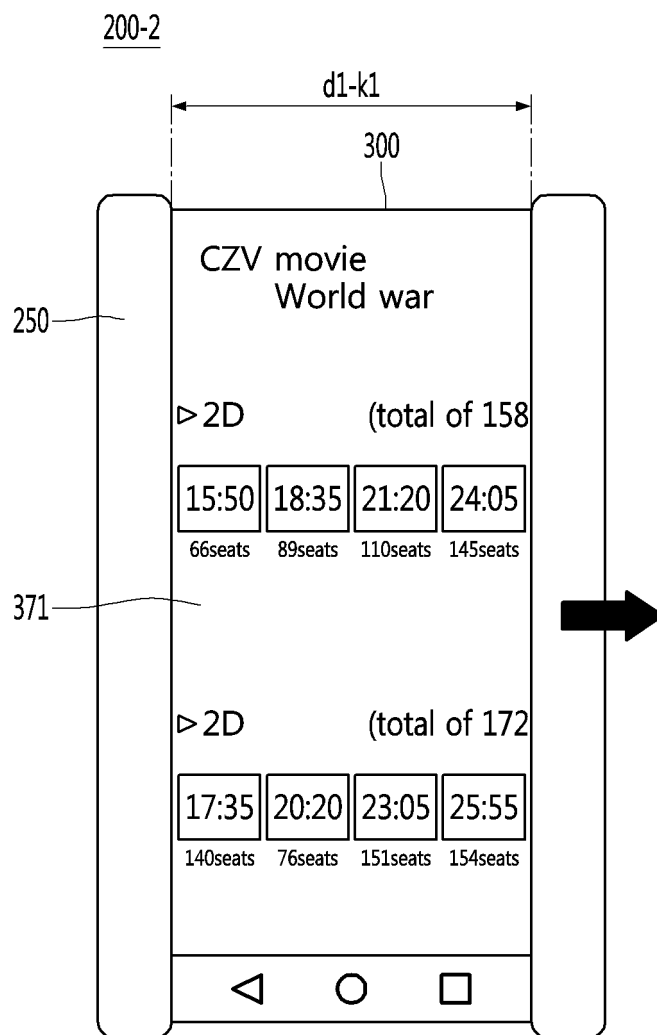 200-2
d1-k1
300
CZV movie
World war
250
▷2D (total of 158
15:50 18:35 21:20 24:05
66seats 89seats 110seats 145seats
371
▷2D (total of 172
17:35 20:20 23:05 25:55
140seats 76seats 151seats 154seats